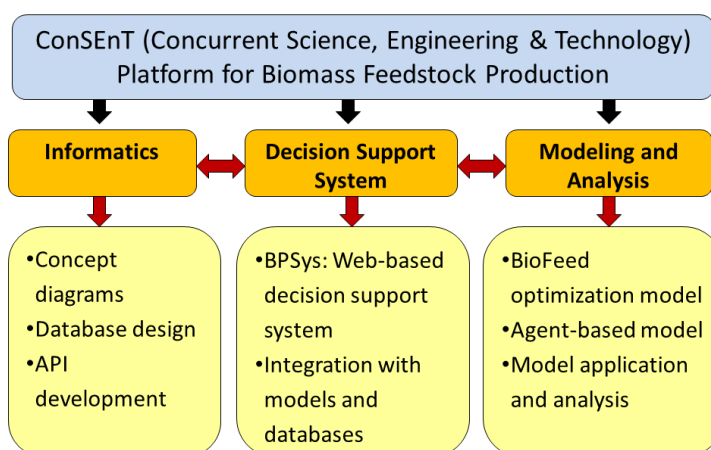 ConSEnT (Concurrent Science, Engineering & Technology)
Platform for Biomass Feedstock Production
Informatics
Decision Support
System
Modeling and
Analysis
•Concept
diagrams
•Database design
•API
development
•BPSys: Web-based
decision support
system
•Integration with
models and
databases
•BioFeed
optimization model
•Agent-based model
•Model application
and analysis